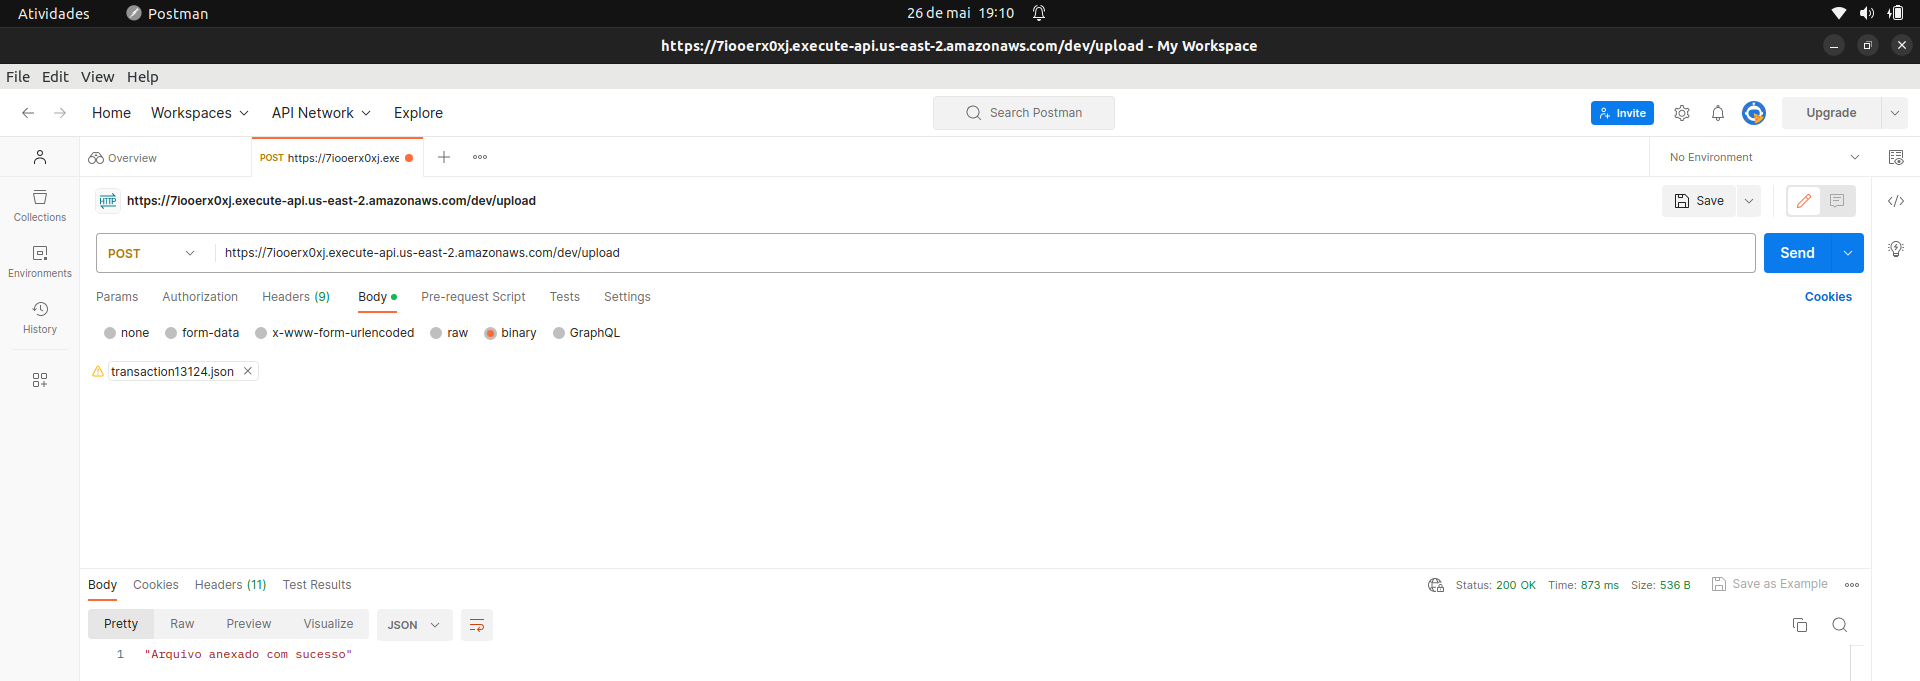 Atividades Postman 26 de mai 19:10
https://7iooerx0xj.execute-api.us-east-2.amazonaws.com/dev/upload - My Workspace
File Edit View Help
Home Workspaces API Network Explore Search Postman Invite Upgrade
Overview POST https://7iooerx0xj.exe No Environment
HTTP https://7iooerx0xj.execute-api.us-east-2.amazonaws.com/dev/upload Save
Collections
POST https://7iooerx0xj.execute-api.us-east-2.amazonaws.com/dev/upload Send
Environments
Params Authorization Headers (9) Body Pre-request Script Tests Settings Cookies
History
none form-data x-www-form-urlencoded raw binary GraphQL
transaction13124.json
Body Cookies Headers (11) Test Results Status: 200 OK Time: 873 ms Size: 536 B Save as Example
Pretty Raw Preview Visualize JSON
1 "Arquivo anexado com sucesso"